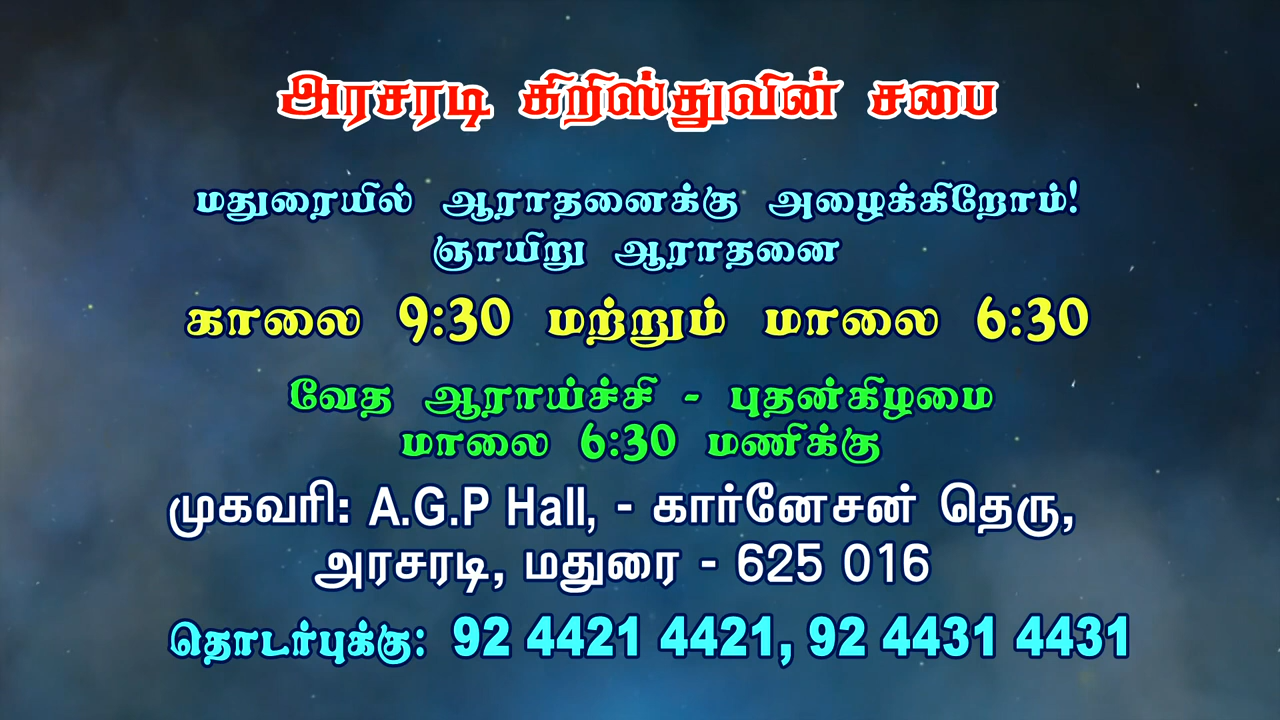 அரசரடி கிறிஸ்துவின் சபை
மதுரையில் ஆராதனைக்கு அழைக்கிறோம்!
ஞாயிறு ஆராதனை
காலை 9:30 மற்றும் மாலை 6:30
வேத ஆராய்ச்சி - புதன்கிழமை
மாலை 6:30 மணிக்கு
முகவரி: A.G.P Hall, - கார்னேசன் தெரு,
அரசரடி, மதுரை - 625 016
தொடர்புக்கு: 92 4421 4421, 92 4431 4431